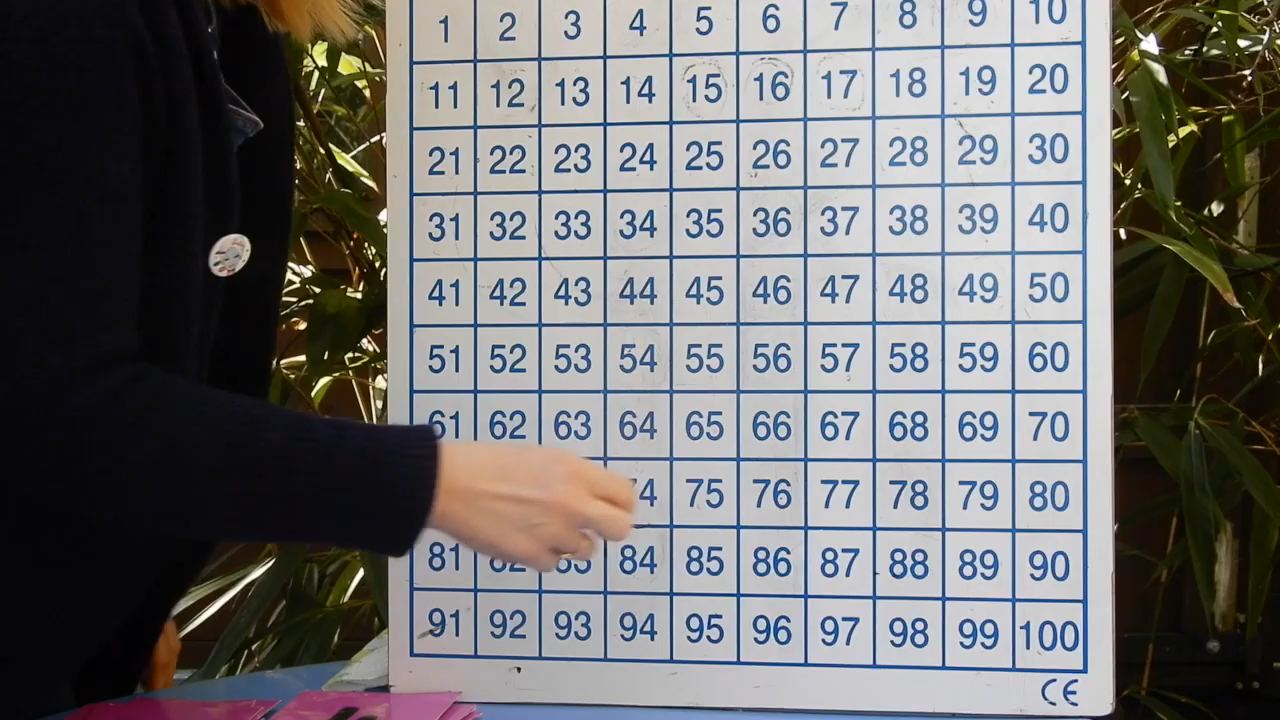 1 2 3 4 5 6 7 8 9 10
11 12 13 14 15 16 17 18 19 20
21 22 23 24 25 26 27 28 29 30
31 32 33 34 35 36 37 38 39 40
41 42 43 44 45 46 47 48 49 50
51 52 53 54 55 56 57 58 59 60
61 62 63 64 65 66 67 68 69 70
74 75 76 77 78 79 80
81 82 83 84 85 86 87 88 89 90
91 92 93 94 95 96 97 98 99 100
CE